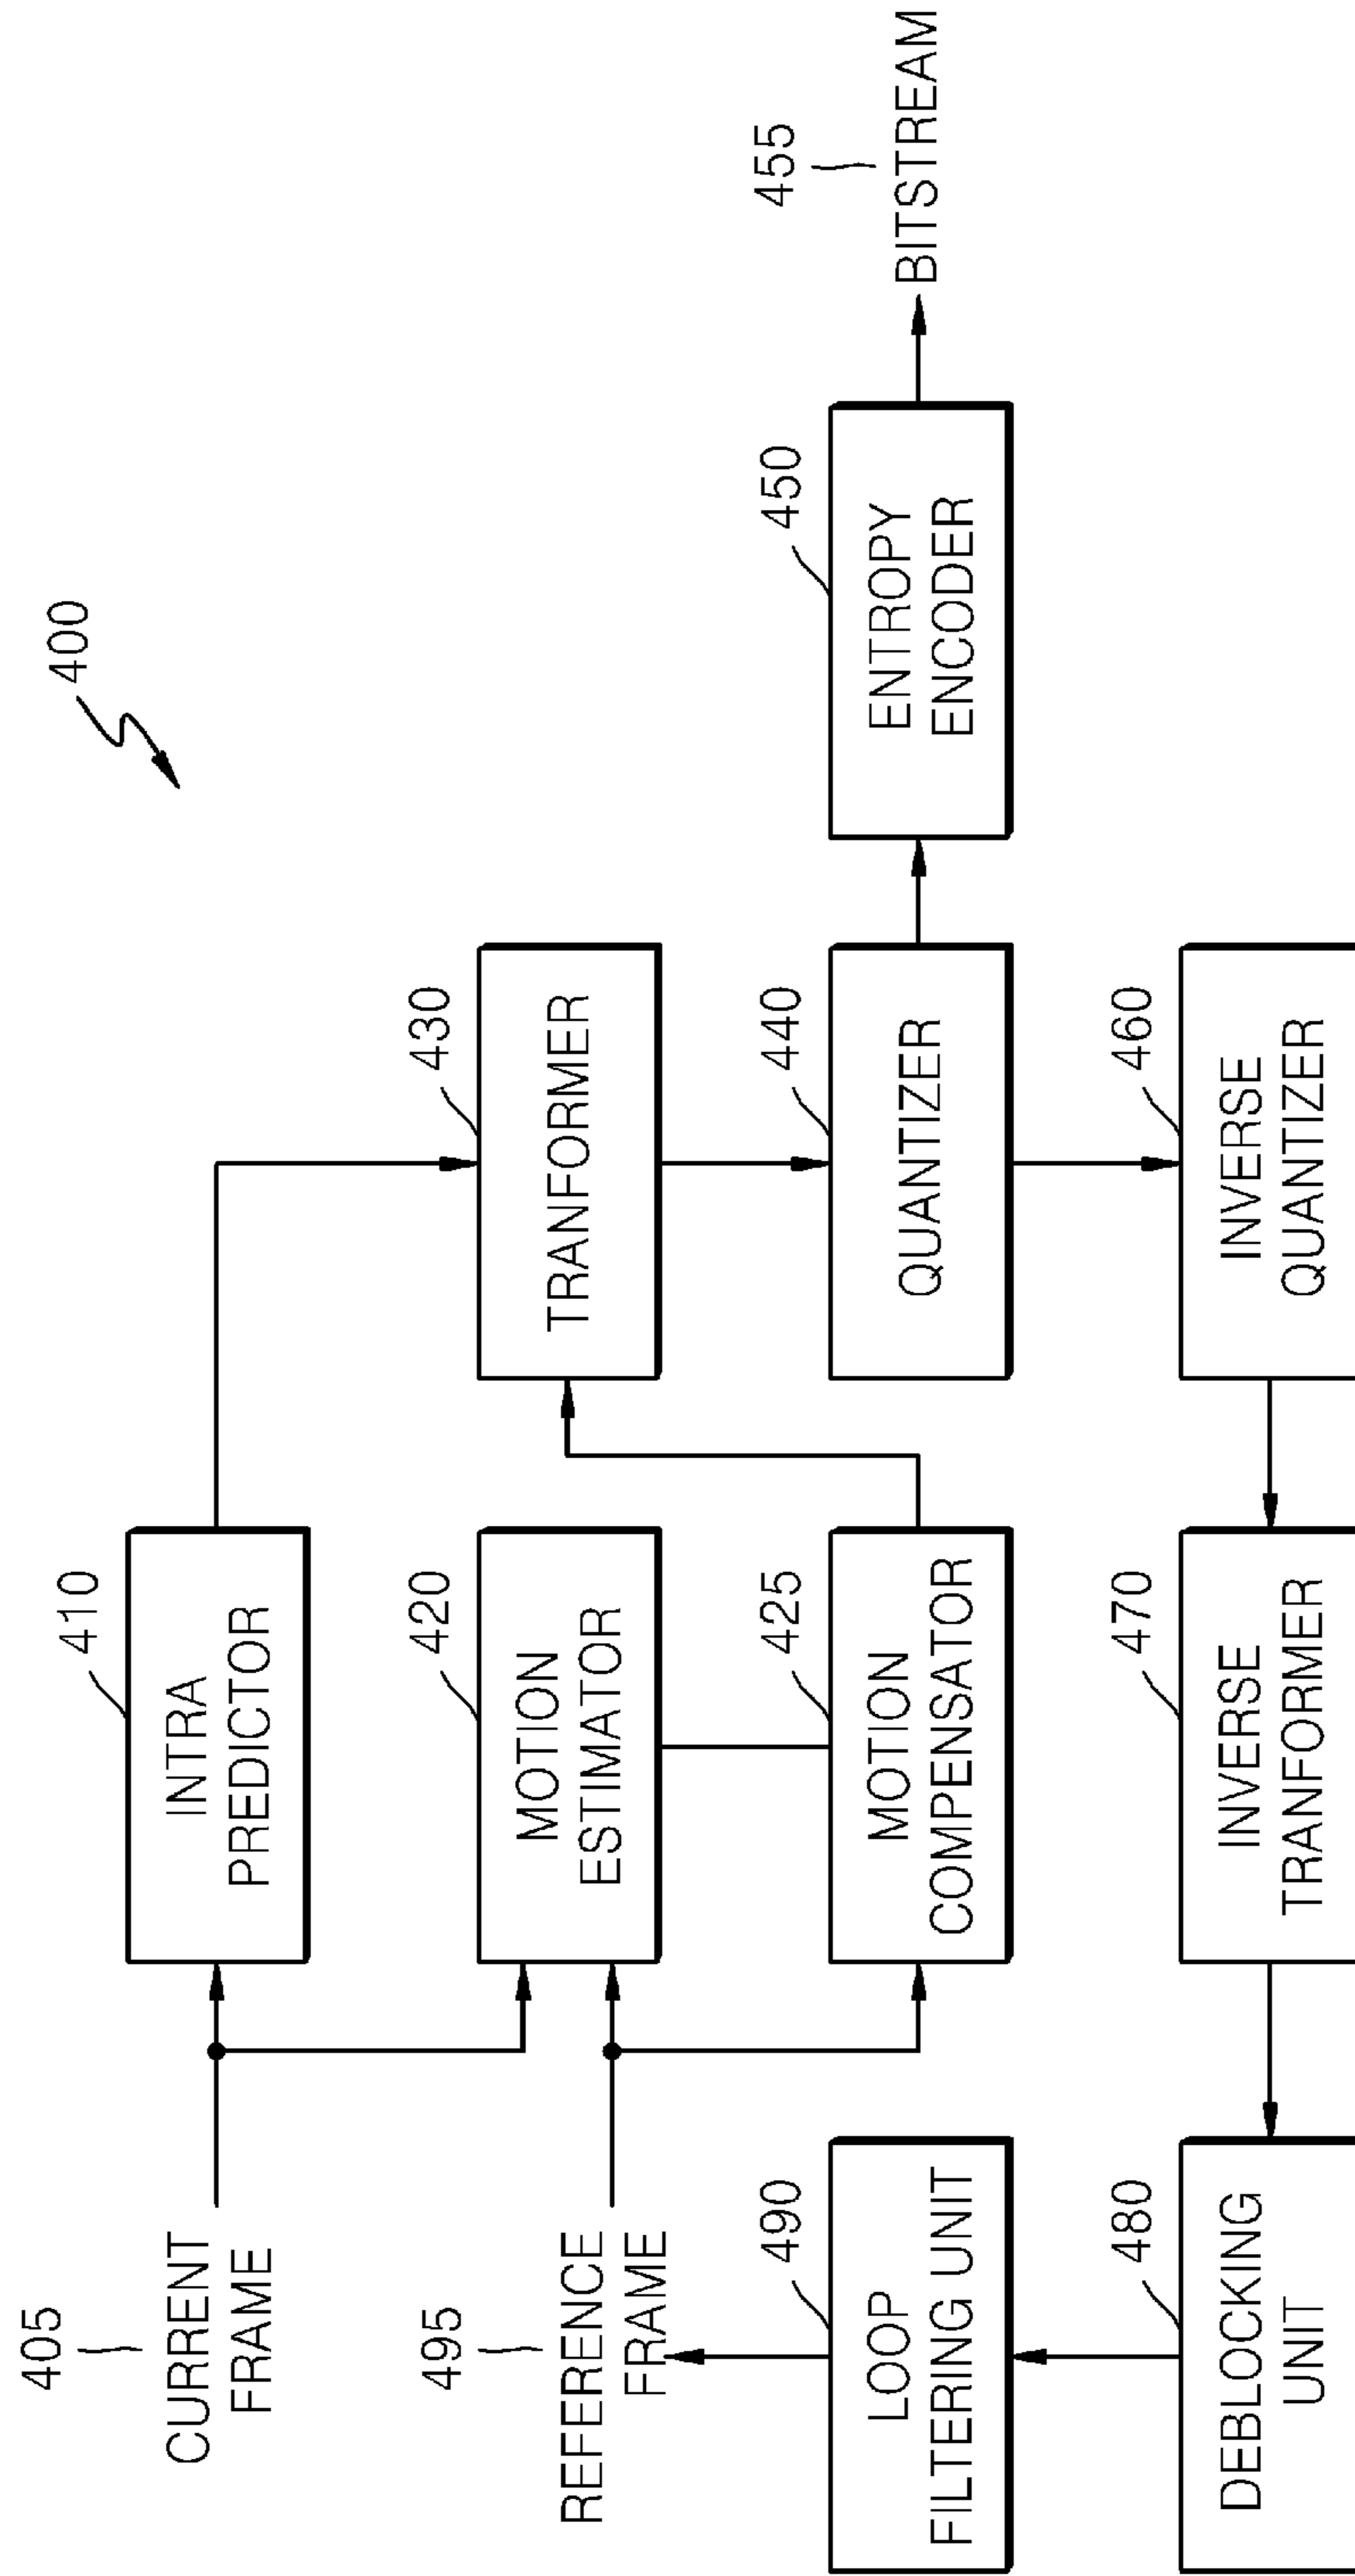 400
405
CURRENT
FRAME
410
INTRA
PREDICTOR
495
REFERENCE
FRAME
420
MOTION
ESTIMATOR
430
TRANFORMER
490
LOOP
FILTERING UNIT
425
MOTION
COMPENSATOR
440
QUANTIZER
450
ENTROPY
ENCODER
455
BITSTREAM
480
DEBLOCKING
UNIT
470
INVERSE
TRANFORMER
460
INVERSE
QUANTIZER